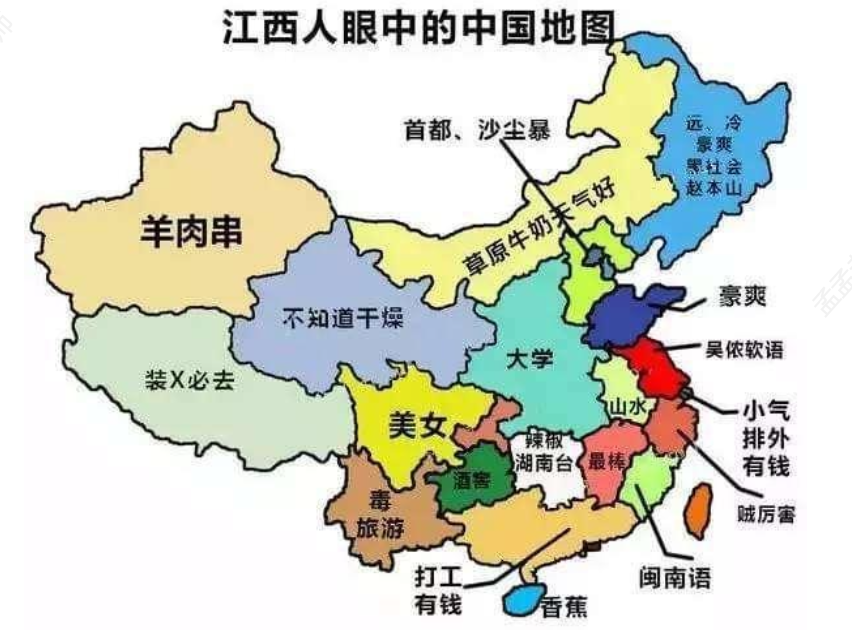 江西人眼中的中国地图
首都、沙尘暴
远、冷
豪爽
黑社会
赵本山
草原牛奶天气好
羊肉串
不知道干燥
豪爽
吴侬软语
大学
装X必去
山水
小气
排外
有钱
美女
辣椒
湖南台
最棒
酒窖
毒
旅游
贼厉害
闽南语
打工
有钱
香蕉